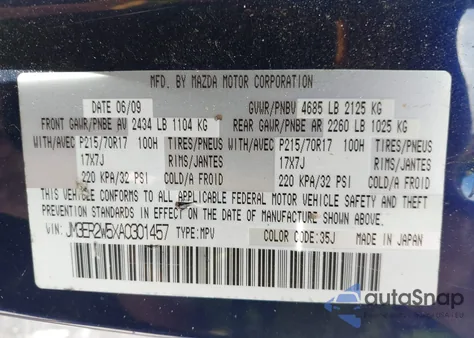 MFD. BY MAZDA MOTOR CORPORATION
DATE 06/09 GVWR/PNBV 4685 LB 2125 KG
FRONT GAWR/PNBE AV 2434 LB 1104 KG REAR GAWR/PNBE AR 2260 LB 1025 KG
WITH/AVEC P215/70R17 100H TIRES/PNEUS WITH/AVEC P215/70R17 100H TIRES/PNEUS
17X7J RIMS/JANTES 17X7J RIMS/JANTES
220 KPA/32 PSI COLD/A FROID 220 KPA/32 PSI COLD/A FROID
THIS VEHICLE CONFORMS TO ALL APPLICABLE FEDERAL MOTOR VEHICLE SAFETY AND THEFT
PREVENTION STANDARDS IN EFFECT ON THE DATE OF MANUFACTURE SHOWN ABOVE.
VIN: JM3ER2W5XAC301457 TYPE: MPV COLOR CODE: 35J MADE IN JAPAN
autoSnap